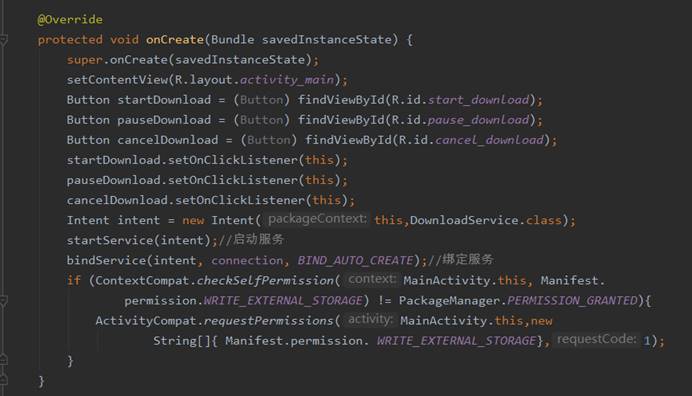 @Override
protected void onCreate(Bundle savedInstanceState) {
super.onCreate(savedInstanceState);
setContentView(R.layout.activity_main);
Button startDownload = (Button) findViewById(R.id.start_download);
Button pauseDownload = (Button) findViewById(R.id.pause_download);
Button cancelDownload = (Button) findViewById(R.id.cancel_download);
startDownload.setOnClickListener(this);
pauseDownload.setOnClickListener(this);
cancelDownload.setOnClickListener(this);
Intent intent = new Intent( packageContext: this,DownloadService.class);
startService(intent);//启动服务
bindService(intent, connection, BIND_AUTO_CREATE);//绑定服务
if (ContextCompat.checkSelfPermission( context: MainActivity.this, Manifest.
permission.WRITE_EXTERNAL_STORAGE) != PackageManager.PERMISSION_GRANTED){
ActivityCompat.requestPermissions( activity: MainActivity.this,new
String[]{ Manifest.permission. WRITE_EXTERNAL_STORAGE}, requestCode: 1);
}
}